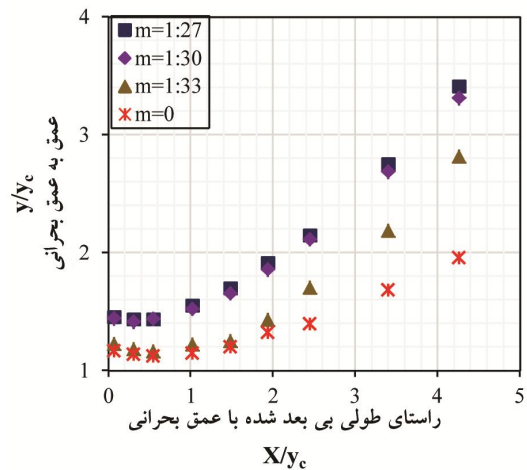 4
3
2
1
m=1:27
m=1:30
m=1:33
m=0
y/yc
عمق به عمق بحرانی
0 1 2 3 4 5
راستای طولی بی بعد شده با عمق بحرانی
X/yc